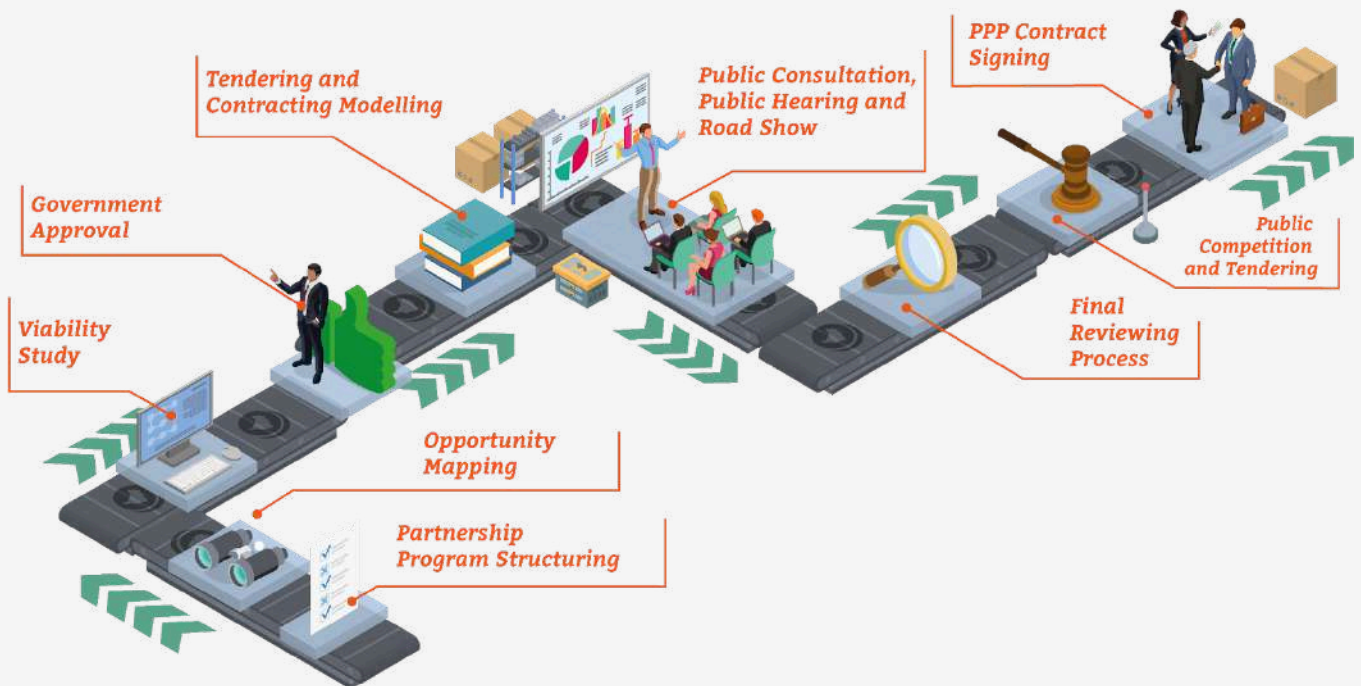 PPP Contract
Signing
Tendering and
Contracting Modelling
Public Consultation,
Public Hearing and
Road Show
Government
Approval
Public
Competition
and Tendering
Final
Reviewing
Process
Viability
Study
Opportunity
Mapping
Partnership
Program Structuring